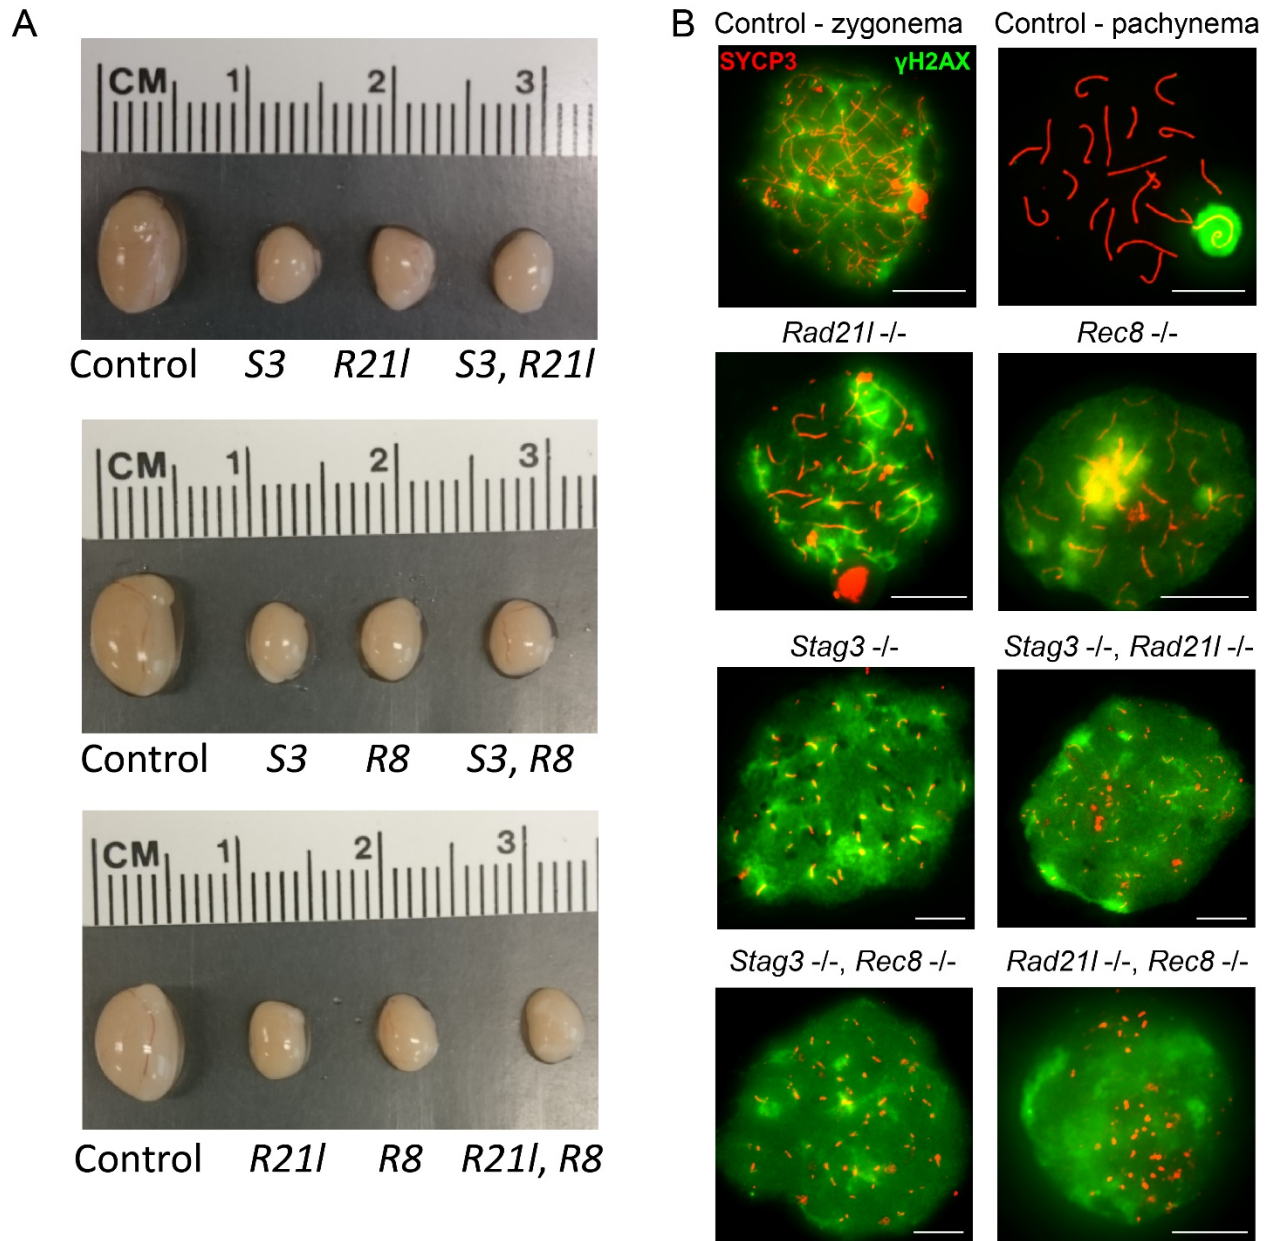 A
CM 1 2 3
Control S3 R21l S3, R21l
CM 1 2 3
Control S3 R8 S3, R8
CM 1 2 3
Control R21l R8 R21l, R8
B
Control - zygonema Control - pachynema
SYCP3 γH2AX
Rad21l -/- Rec8 -/-
Stag3 -/- Stag3 -/-, Rad21l -/-
Stag3 -/-, Rec8 -/- Rad21l -/-, Rec8 -/-